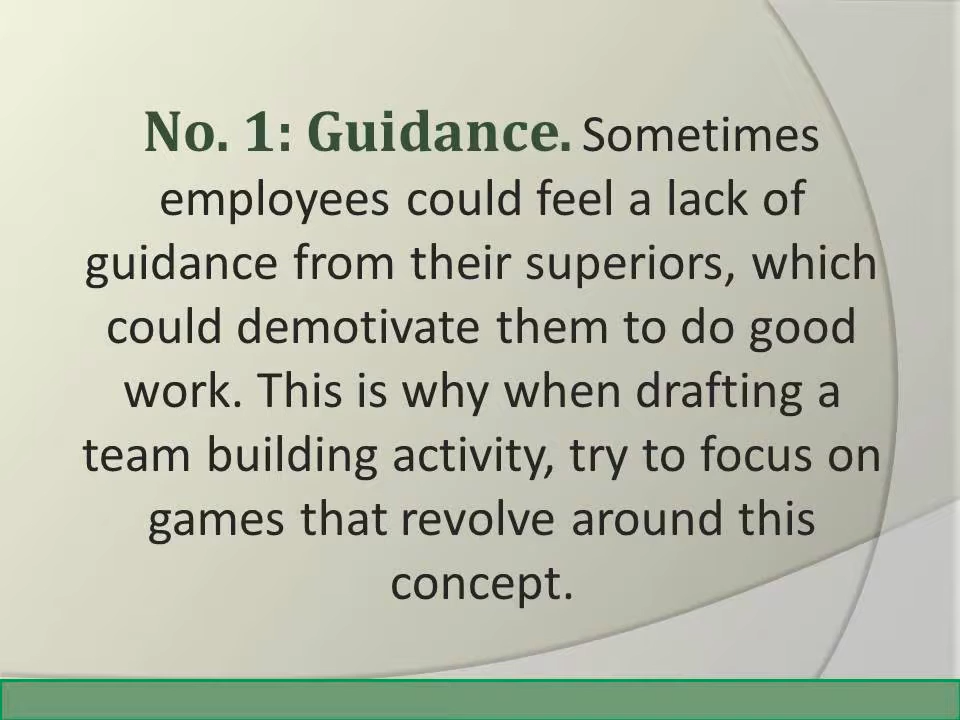 No. 1: Guidance. Sometimes
employees could feel a lack of
guidance from their superiors, which
could demotivate them to do good
work. This is why when drafting a
team building activity, try to focus on
games that revolve around this
concept.